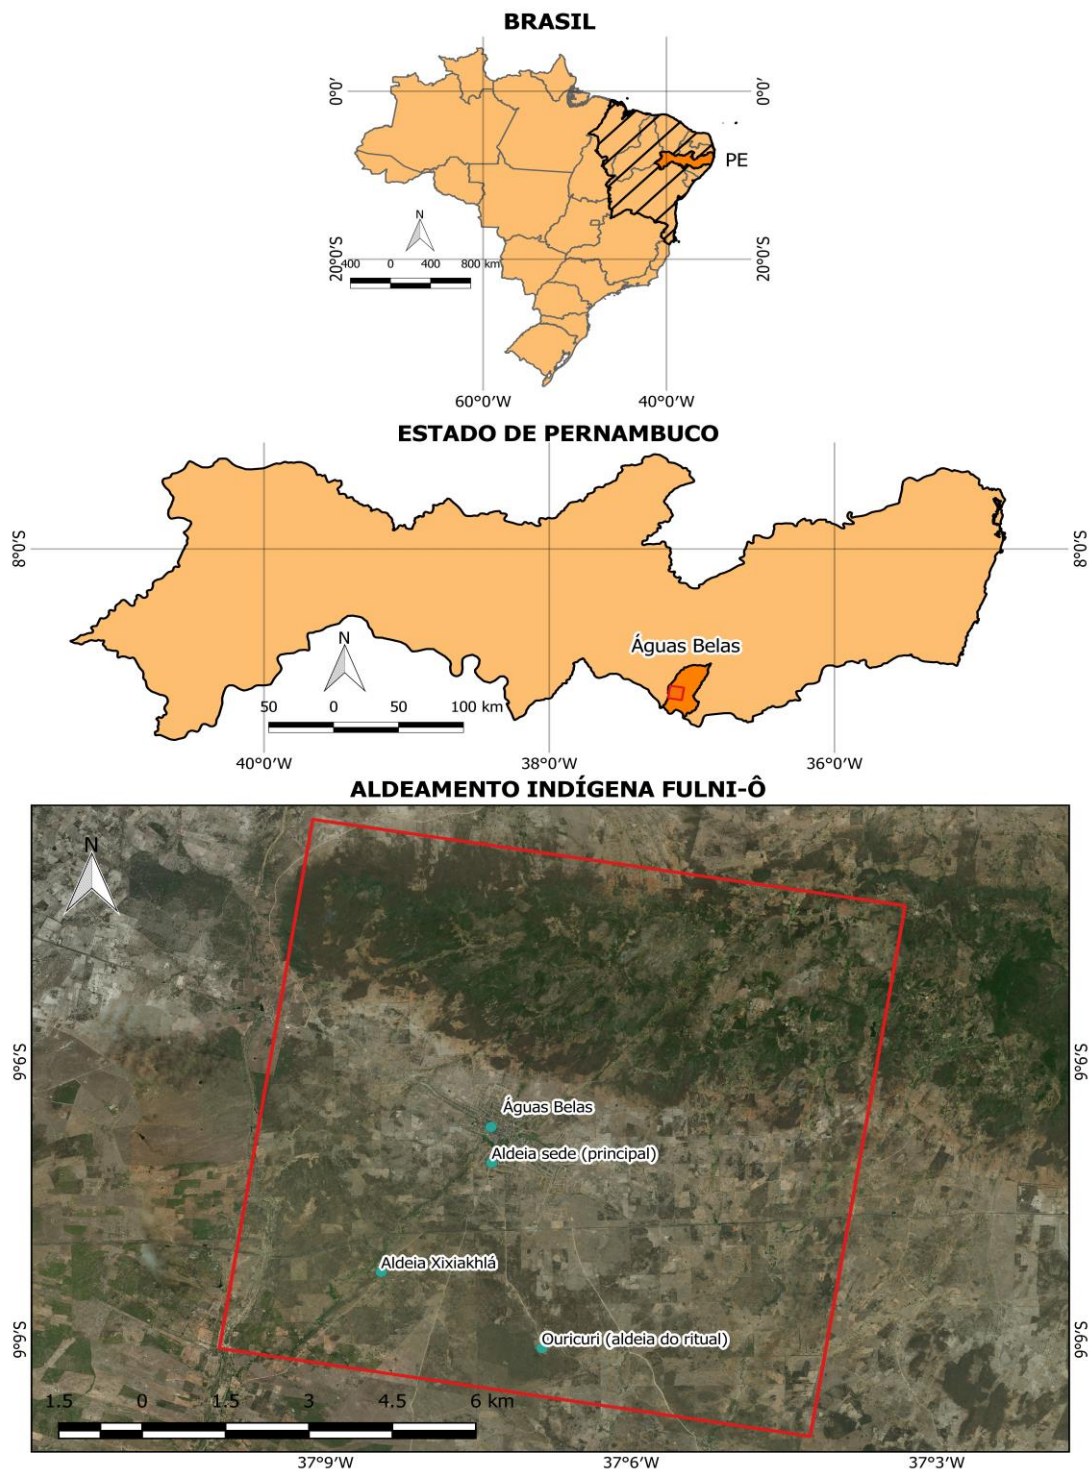 BRASIL
0°0' 0°0'
PE
N
400 0 400 800 km
20°0'S 20°0'S
60°0'W 40°0'W
ESTADO DE PERNAMBUCO
8°0'S 8°0'S
Águas Belas
N
50 0 50 100 km
40°0'W 38°0'W 36°0'W
ALDEAMENTO INDÍGENA FULNI-Ô
N
9°6'S 9°6'S
Águas Belas
Aldeia sede (principal)
Aldeia Xixiakhlá
Ouricuri (aldeia do ritual)
9°9'S 9°9'S
1.5 0 1.5 3 4.5 6 km
37°9'W 37°6'W 37°3'W